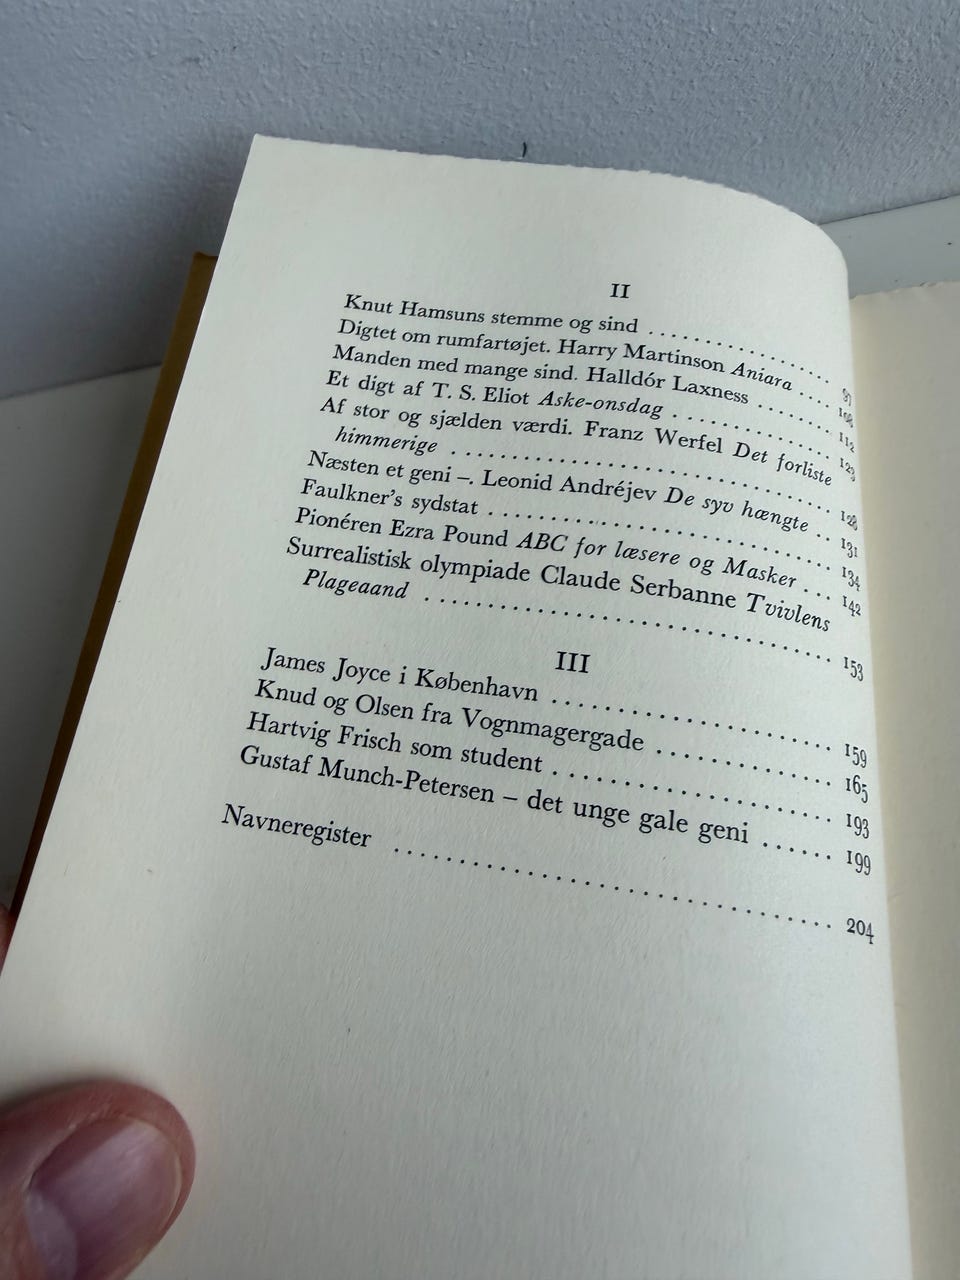 II
Knut Hamsuns stemme og sind .................. 97
Digtet om rumfartøjet. Harry Martinson Aniara ....
Manden med mange sind. Halldór Laxness ......... 112
Et digt af T. S. Eliot Aske-onsdag ............... 123
Af stor og sjælden værdi. Franz Werfel Det forliste
himmerige ................................. 128
Næsten et geni –. Leonid Andréjev De syv hængte .. 131
Faulkner's sydstat ............................. 134
Pionéren Ezra Pound ABC for læsere og Masker ... 142
Surrealistisk olympiade Claude Serbanne Tvivlens
Plageaand .................................. 153
III
James Joyce i København ....................... 159
Knud og Olsen fra Vognmagergade .............. 165
Hartvig Frisch som student ...................... 193
Gustaf Munch-Petersen – det unge gale geni ...... 199
Navneregister .................................. 204